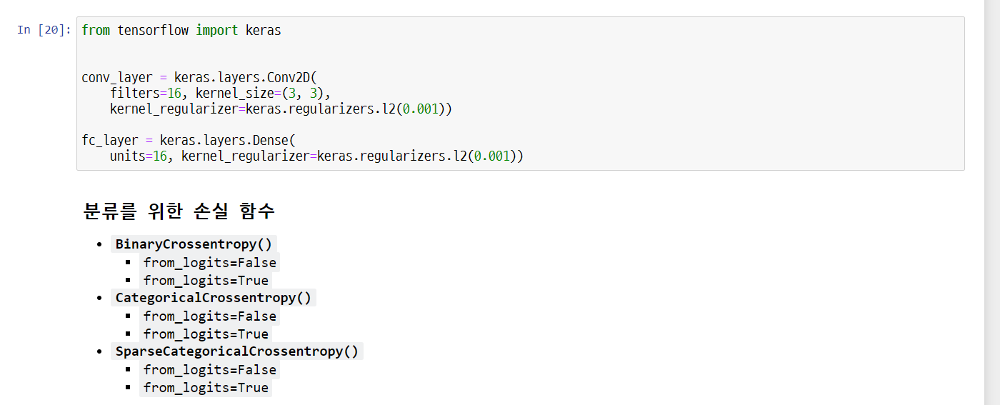 In [20]:
from tensorflow import keras
conv_layer = keras.layers.Conv2D(
filters=16, kernel_size=(3, 3),
kernel_regularizer=keras.regularizers.l2(0.001))
fc_layer = keras.layers.Dense(
units=16, kernel_regularizer=keras.regularizers.l2(0.001))
분류를 위한 손실 함수
BinaryCrossentropy()
from_logits=False
from_logits=True
CategoricalCrossentropy()
from_logits=False
from_logits=True
SparseCategoricalCrossentropy()
from_logits=False
from_logits=True